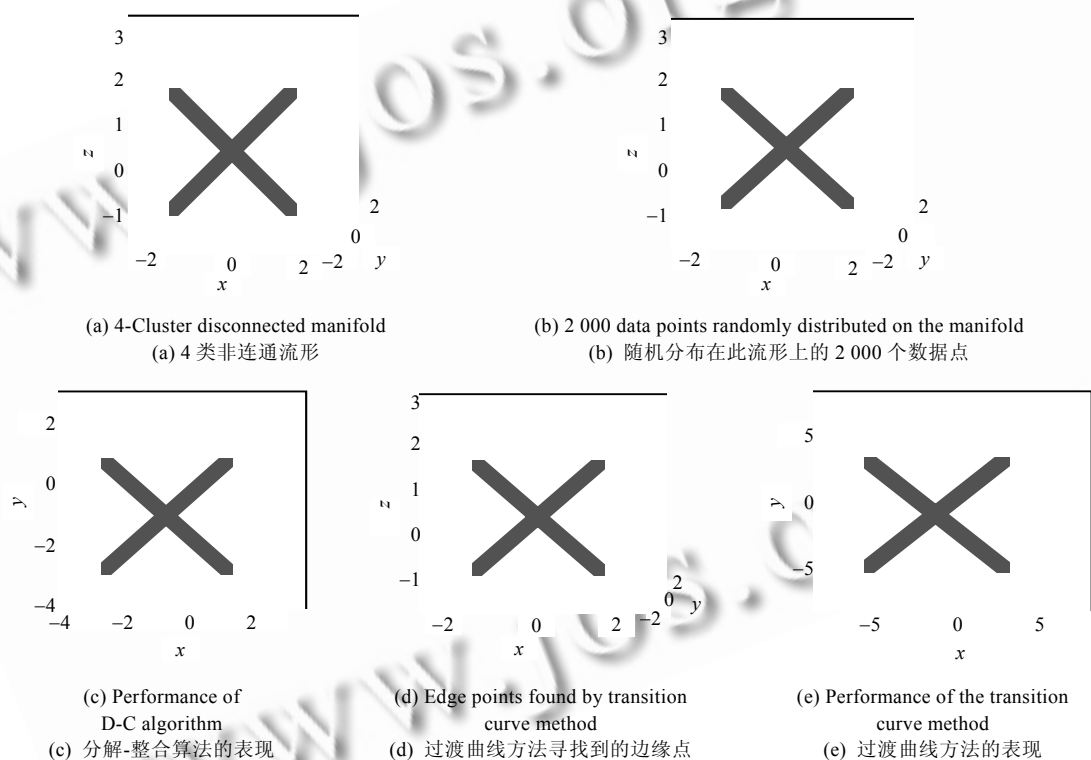 3
2
1
0
−1
z
−2 0 2 −2 0 2
x y
3
2
1
0
−1
z
−2 0 2 −2 0 2
x y
(a) 4-Cluster disconnected manifold
(a) 4 类非连通流形
(b) 2 000 data points randomly distributed on the manifold
(b) 随机分布在此流形上的 2 000 个数据点
2
0
−2
−4
y
−4 −2 0 2
x
3
2
1
0
−1
z
−2 0 2 −2 0 2
x y
5
0
−5
y
−5 0 5
x
(c) Performance of
D-C algorithm
(c) 分解-整合算法的表现
(d) Edge points found by transition
curve method
(d) 过渡曲线方法寻找到的边缘点
(e) Performance of the transition
curve method
(e) 过渡曲线方法的表现